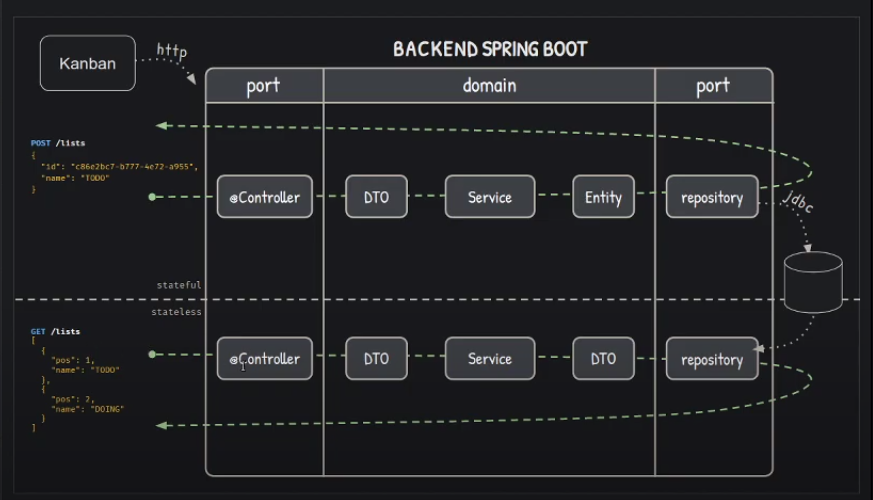 BACKEND SPRING BOOT
Kanban
http
port
domain
port
POST /lists
{
"id": "c86e2bc7-b777-4e72-a955",
"name": "TODO"
}
@Controller
DTO
Service
Entity
repository
jdbc
stateful
stateless
GET /lists
[
{
"pos": 1,
"name": "TODO"
},
{
"pos": 2,
"name": "DOING"
}
]
@Controller
DTO
Service
DTO
repository